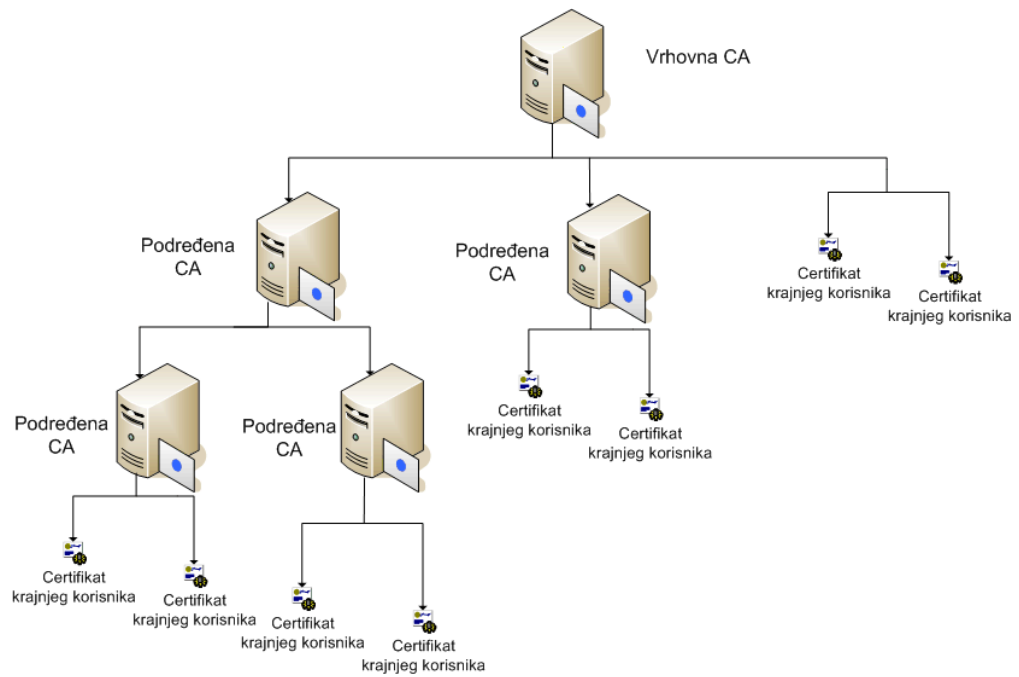 Vrhovna CA
Podređena
CA
Podređena
CA
Certifikat
krajnjeg korisnika
Certifikat
krajnjeg korisnika
Podređena
CA
Podređena
CA
Certifikat
krajnjeg korisnika
Certifikat
krajnjeg korisnika
Certifikat
krajnjeg korisnika
Certifikat
krajnjeg korisnika
Certifikat
krajnjeg korisnika
Certifikat
krajnjeg korisnika